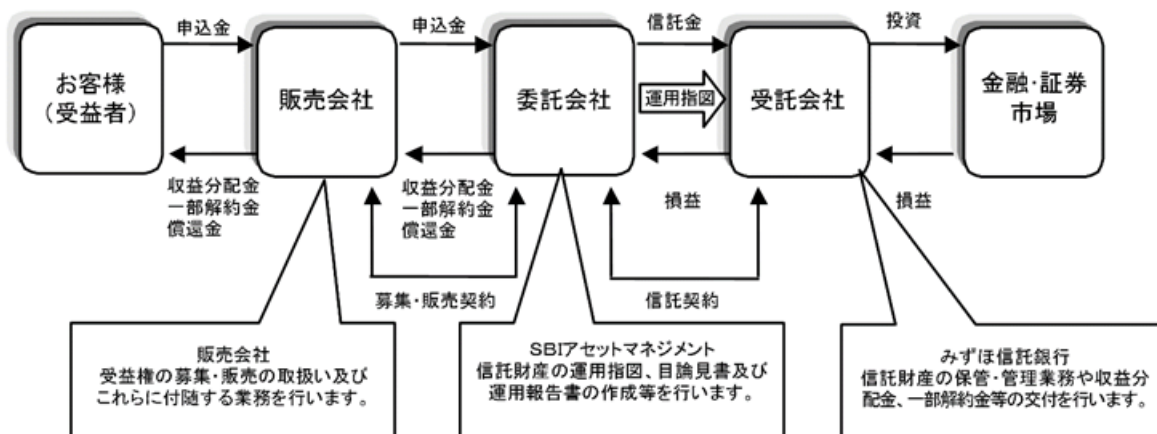 申込金
申込金
信託金
投資
お客様
(受益者)
販売会社
委託会社
運用指図
受託会社
金融・証券
市場
収益分配金
一部解約金
償還金
収益分配金
一部解約金
償還金
損益
損益
募集・販売契約
信託契約
販売会社
受益権の募集・販売の取扱い及び
これらに付随する業務を行います。
SBIアセットマネジメント
信託財産の運用指図、目論見書及び
運用報告書の作成等を行います。
みずほ信託銀行
信託財産の保管・管理業務や収益分
配金、一部解約金等の交付を行います。